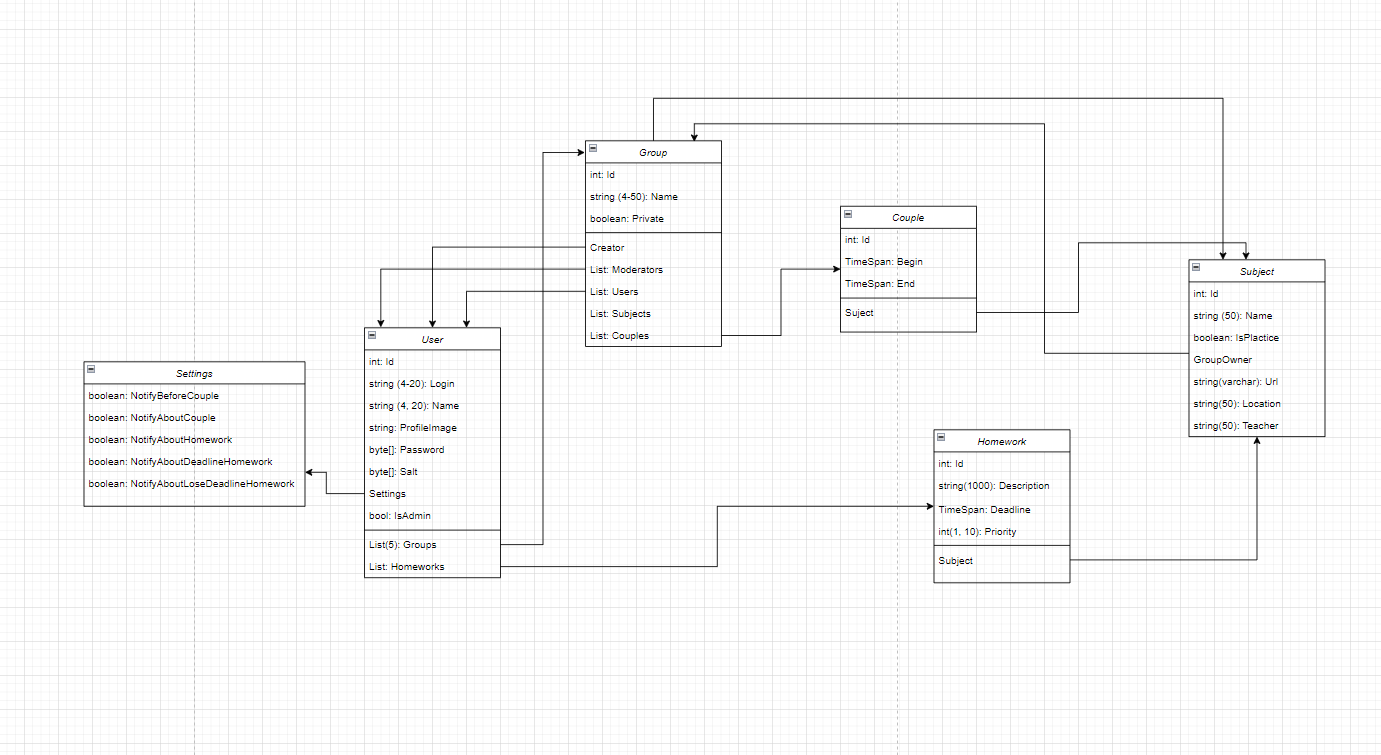 Group
int: Id
string (4-50): Name
boolean: Private
Creator
List: Moderators
List: Users
List: Subjects
List: Couples
Couple
int: Id
TimeSpan: Begin
TimeSpan: End
Suject
Subject
int: Id
string (50): Name
boolean: IsPlactice
GroupOwner
string(varchar): Url
string(50): Location
string(50): Teacher
User
int: Id
string (4-20): Login
string (4, 20): Name
string: ProfileImage
byte[]: Password
byte[]: Salt
Settings
bool: IsAdmin
List(5): Groups
List: Homeworks
Settings
boolean: NotifyBeforeCouple
boolean: NotifyAboutCouple
boolean: NotifyAboutHomework
boolean: NotifyAboutDeadlineHomework
boolean: NotifyAboutLoseDeadlineHomework
Homework
int: Id
string(1000): Description
TimeSpan: Deadline
int(1, 10): Priority
Subject